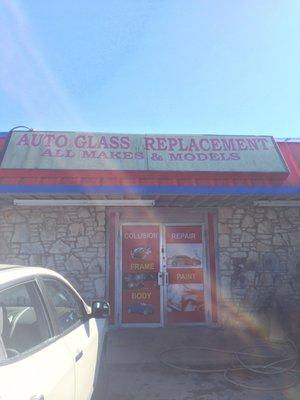 AUTO GLASS REPLACEMENT
ALL MAKES & MODELS
COLLISION REPAIR
FRAME PAINT
BODY